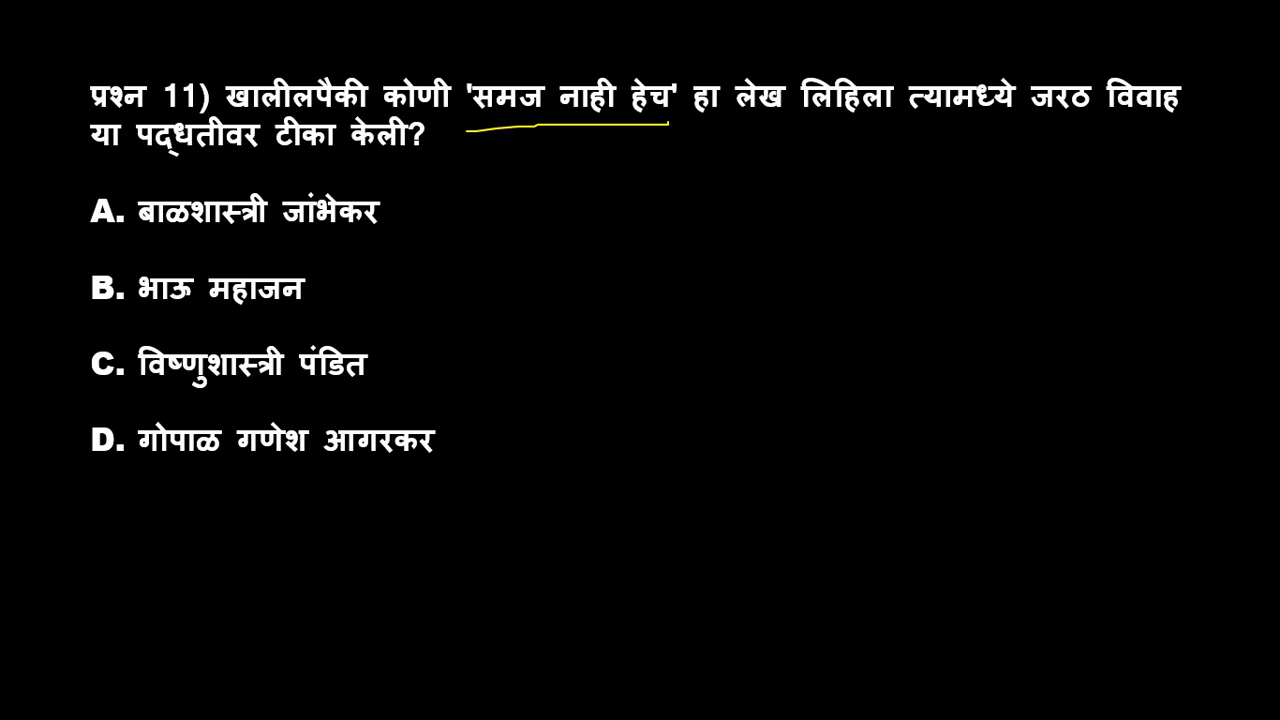 प्रश्न 11) खालीलपैकी कोणी 'समज नाही हेच' हा लेख लिहिला त्यामध्ये जरठ विवाह
या पद्धतीवर टीका केली?
A. बाळशास्त्री जांभेकर
B. भाऊ महाजन
C. विष्णुशास्त्री पंडित
D. गोपाळ गणेश आगरकर